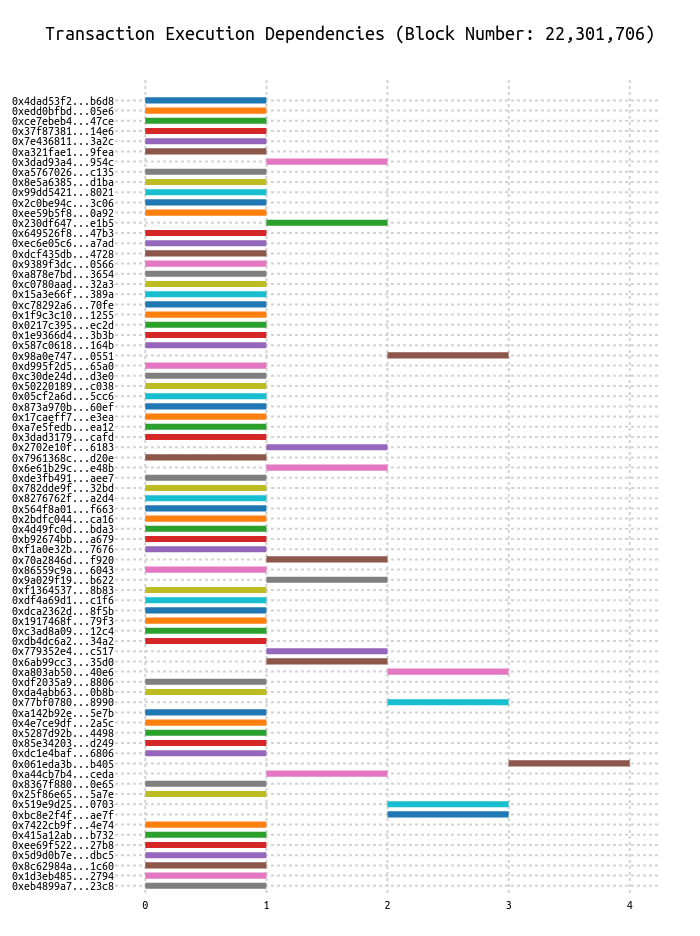 Transaction Execution Dependencies (Block Number: 22,301,706)
0x4dad53f2...b6d8
0xedd0bfbd...05e6
0xce7ebeb4...47ce
0x37f87381...14e6
0x7e436811...3a2c
0xa321fae1...9fea
0x3dad93a4...954c
0xa5767026...c135
0x8e5a6385...d1ba
0x99dd5421...8021
0x2c0be94c...3c06
0xee59b5f8...0a92
0x230df647...e1b5
0x649526f8...47b3
0xec6e05c6...a7ad
0xdcf435db...4728
0x9389f3dc...0566
0xa878e7bd...3654
0xc0780aad...32a3
0x15a3e66f...389a
0xc78292a6...70fe
0x1f9c3c10...1255
0x0217c395...ec2d
0x1e9366d4...3b3b
0x587c0618...164b
0x98a0e747...0551
0xd995f2d5...65a0
0xc30de24d...d3e0
0x50220189...c038
0x05cf2a6d...5cc6
0x873a970b...60ef
0x17caeff7...e3ea
0xa7e5fedb...ea12
0x3dad3179...cafd
0x2702e10f...6183
0x7961368c...d20e
0x6e61b29c...e48b
0xde3fb491...aee7
0x782dde9f...32bd
0x8276762f...a2d4
0x564f8a01...f663
0x2bdfc044...ca16
0x4d49fc0d...bda3
0xb92674bb...a679
0xf1a0e32b...7676
0x70a2846d...f920
0x86559c9a...6043
0x9a029f19...b622
0xf1364537...8b83
0xdf4a69d1...c1f6
0xdca2362d...8f5b
0x1917468f...79f3
0xc3ad8a09...12c4
0xdb4dc6a2...34a2
0x779352e4...c517
0x6ab99cc3...35d0
0xa803ab50...40e6
0xdf2035a9...8806
0xda4abb63...0b8b
0x77bf0780...8990
0xa142b92e...5e7b
0x4e7ce9df...2a5c
0x5287d92b...4498
0x85e34203...d249
0xdc1e4baf...6806
0x061eda3b...b405
0xa44cb7b4...ceda
0x8367f880...0e65
0x25f86e65...5a7e
0x519e9d25...0703
0xbc8e2f4f...ae7f
0x7422cb9f...4e74
0x415a12ab...b732
0xee69f522...27b8
0x5d9d0b7e...dbc5
0x8c62984a...1c60
0x1d3eb485...2794
0xeb4899a7...23c8
0 1 2 3 4